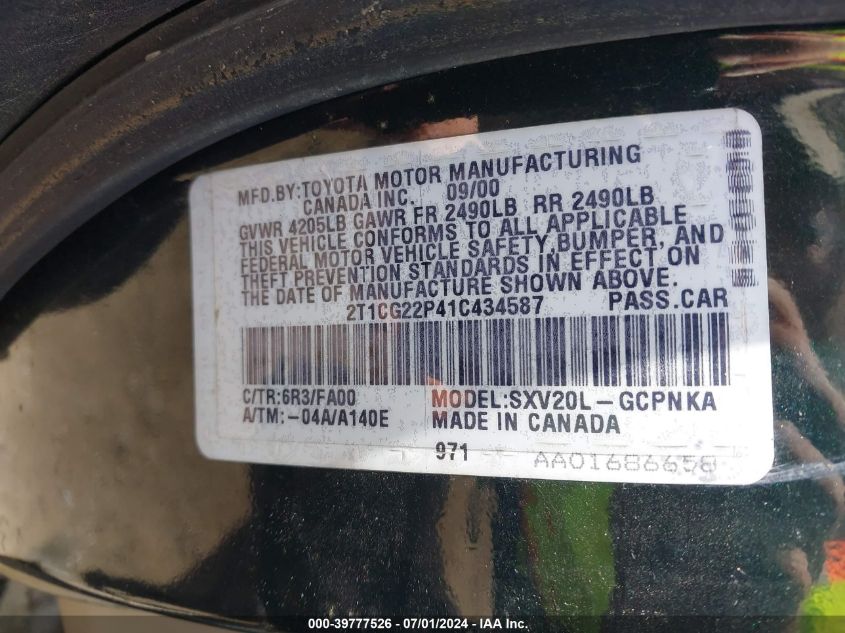 MFD.BY:TOYOTA MOTOR MANUFACTURING
CANADA INC. 09/00
GVWR 4205LB GAWR FR 2490LB RR 2490LB
THIS VEHICLE CONFORMS TO ALL APPLICABLE
FEDERAL MOTOR VEHICLE SAFETY, BUMPER, AND
THEFT PREVENTION STANDARDS IN EFFECT ON
THE DATE OF MANUFACTURE SHOWN ABOVE.
2T1CG22P41C434587 PASS.CAR
C/TR:6R3/FA00 MODEL:SXV20L-GCPNKA
A/TM:-04A/A140E MADE IN CANADA
971 AA01686658
000-39777526 / 07/01/2024 - IAA Inc.